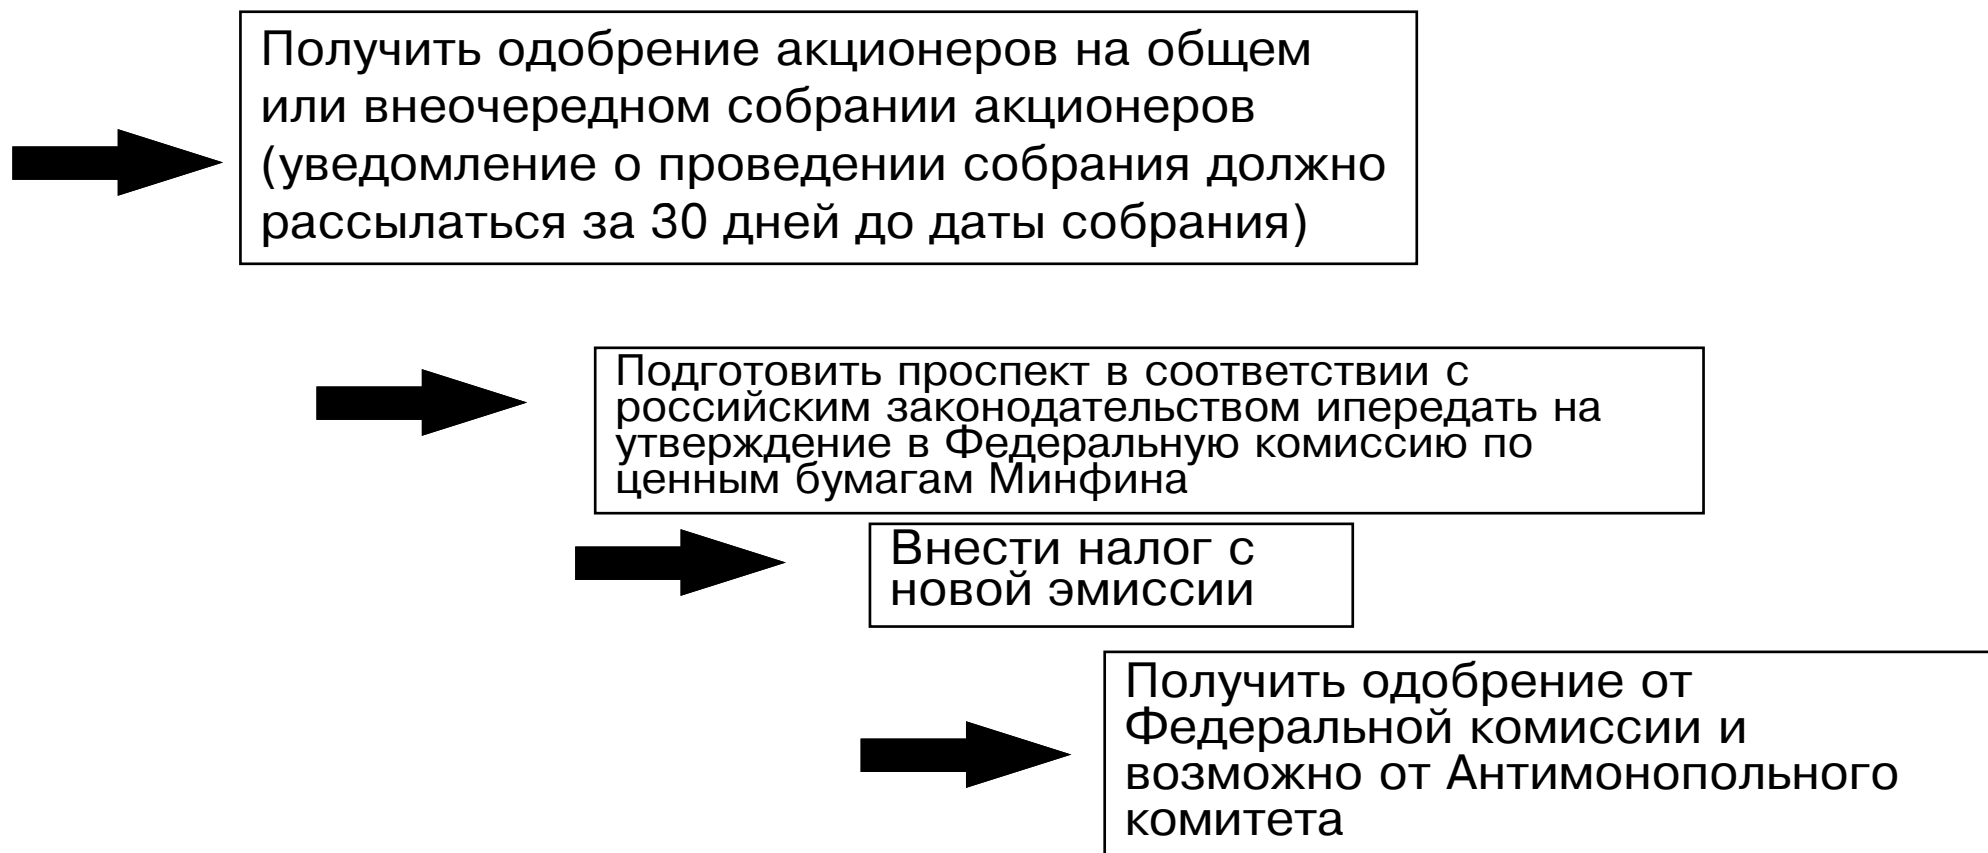 Получить одобрение акционеров на общем
или внеочередном собрании акционеров
(уведомление о проведении собрания должно
рассылаться за 30 дней до даты собрания)
Подготовить проспект в соответствии с
российским законодательством ипередать на
утверждение в Федеральную комиссию по
ценным бумагам Минфина
Внести налог с
новой эмиссии
Получить одобрение от
Федеральной комиссии и
возможно от Антимонопольного
комитета